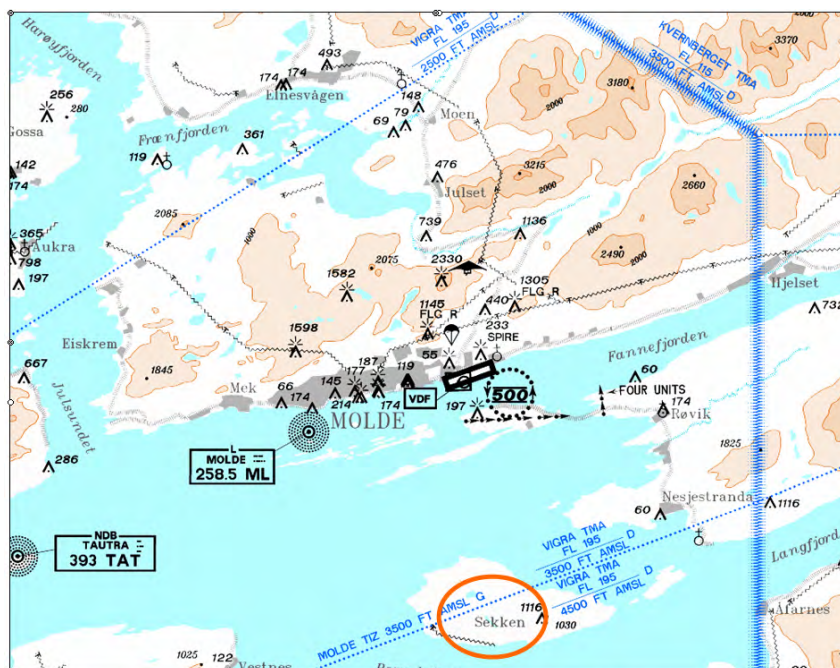 2000
3370
KVERNBERGET TMA
FL 115
3500 FT AMSL D
VIGRA TMA
FL 195
2500 FT AMSL D
Harøyfjorden
493
174
174
Elnesvågen
3180
2000
256
280
Gossa
148
79
69
Moen
Frænfjorden
361
119
142
174
476
3215
2000
Julset
2660
2085
1000
365
Aukra
798
197
739
1136
1000
2490
2000
2330
2075
1582
1305
FLG R
440
1145
FLG R
Hjelset
732
Eiskrem
1598
233
SPIRE
55
Fannefjorden
667
1845
Julsundet
Mek
66
174
145
177
187
119
214
174
MOLDE
VDF
197
500
60
FOUR UNITS
174
Røvik
L
MOLDE
258.5 ML
286
1825
NDB
TAUTRA
393 TAT
60
Nesjestranda
1116
Langfjord
VIGRA TMA
FL 195
3500 FT AMSL D
VIGRA TMA
FL 195
4500 FT AMSL D
MOLDE TIZ 3500 FT AMSL G
1116
1030
Sekken
Åfarnes
1025
122
Vestnes